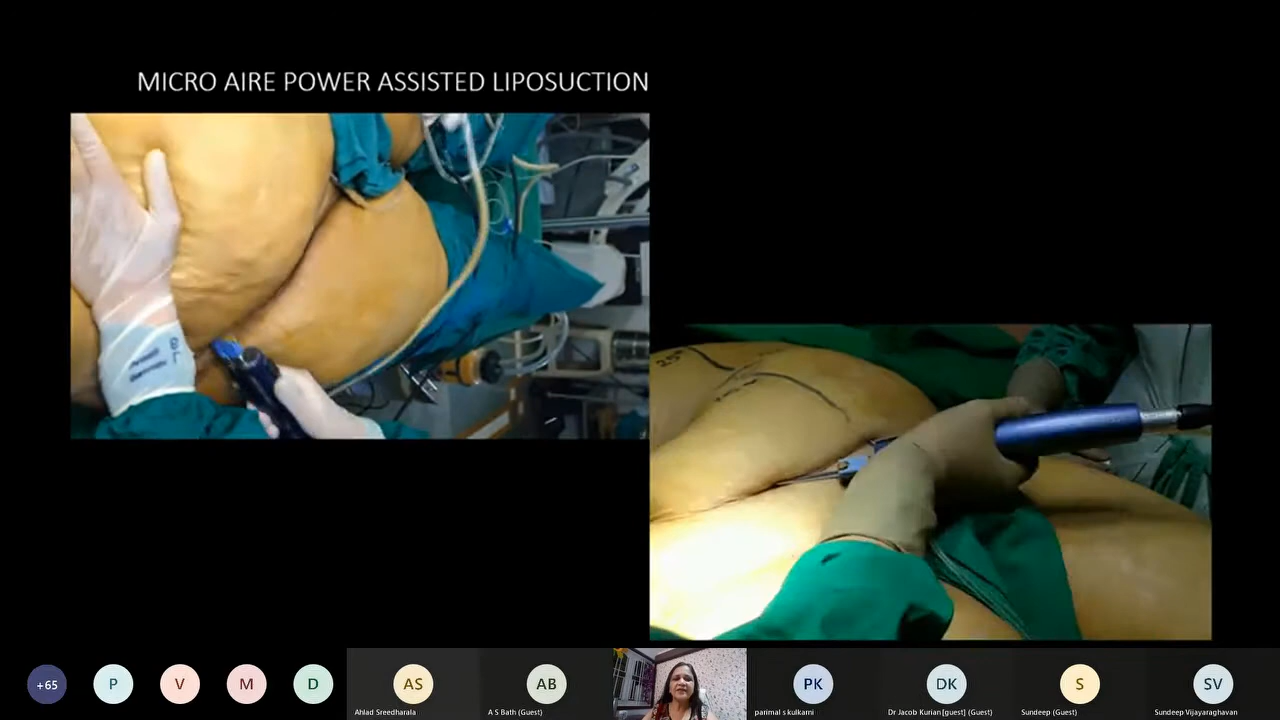 MICRO AIRE POWER ASSISTED LIPOSUCTION
+65
P
V
M
D
AS
AB
PK
DK
S
SV
Ahlad Sreedharala
A S Bath (Guest)
parimal s kulkarni
Dr Jacob Kurian[guest] (Guest)
Sundeep (Guest)
Sundeep Vijayaraghavan